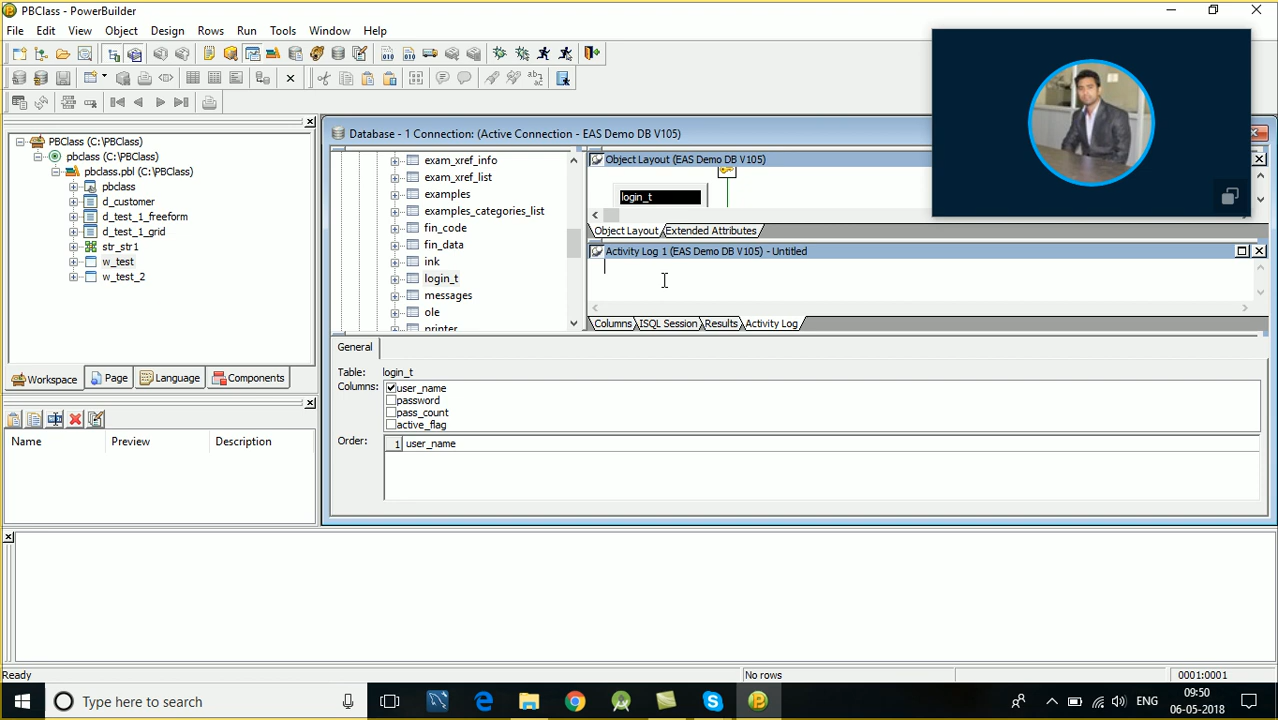 PBClass - PowerBuilder
File Edit View Object Design Rows Run Tools Window Help
PBClass (C:\PBClass)
pbclass (C:\PBClass)
pbclass.pbl (C:\PBClass)
pbclass
d_customer
d_test_1_freeform
d_test_1_grid
str_str1
w_test
w_test_2
Workspace Page Language Components
Name Preview Description
Database - 1 Connection: (Active Connection - EAS Demo DB V105)
exam_xref_info
exam_xref_list
examples
examples_categories_list
fin_code
fin_data
ink
login_t
messages
ole
printer
Object Layout (EAS Demo DB V105)
login_t
Object Layout Extended Attributes
Activity Log 1 (EAS Demo DB V105) - Untitled
Columns ISQL Session Results Activity Log
General
Table: login_t
Columns: user_name
password
pass_count
active_flag
Order: 1 user_name
Ready No rows 0001:0001
Type here to search
ENG
09:50
06-05-2018